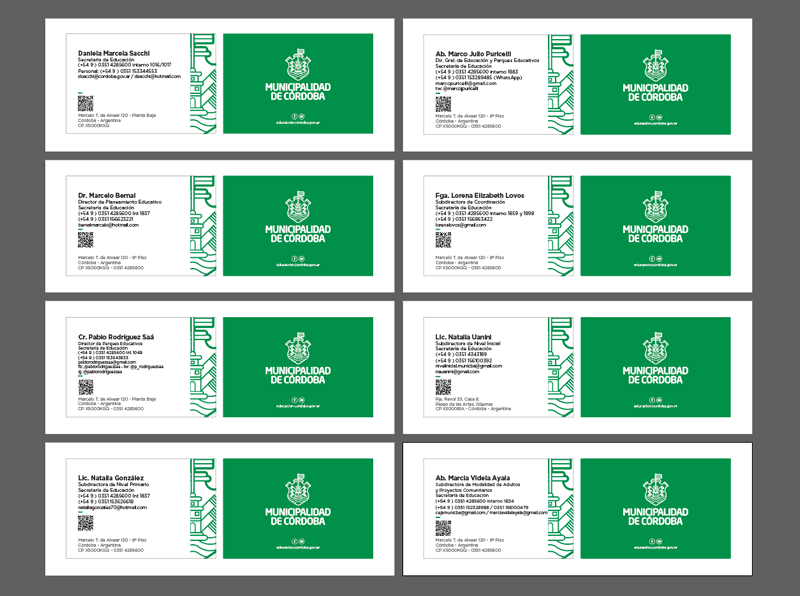 Daniela Marcela Sacchi
Secretaría de Educación
(+54 9 ) 0351 4285600 interno 1016/1017
Personal: (+54 9 ) 0351 153344553
dsacchi@cordoba.gov.ar / dsacchi@hotmail.com
Marcelo T. de Alvear 120 - Planta Baja
Córdoba - Argentina
CP X5000KGQ - 0351 4285600
MUNICIPALIDAD
DE CÓRDOBA
educacion.cordoba.gov.ar
Ab. Marco Julio Puricelli
Dir. Gral. de Educación y Parques Educativos
Secretaría de Educación
(+54 9 ) 0351 4285600 interno 1883
(+54 9 ) 0351 153289485 (WhatsApp)
marcojpuricelli@gmail.com
tw: @marcojpuricelli
Marcelo T. de Alvear 120 - 8º Piso
Córdoba - Argentina
CP X5000KGQ - 0351 4285600
MUNICIPALIDAD
DE CÓRDOBA
educacion.cordoba.gov.ar
Dr. Marcelo Bernal
Director de Planeamiento Educativo
Secretaría de Educación
(+54 9 ) 0351 4285600 Int 1837
(+54 9 ) 0351 156623221
bernalmarcelo@hotmail.com
Marcelo T. de Alvear 120 - 8º Piso
Córdoba - Argentina
CP X5000KGQ - 0351 4285600
MUNICIPALIDAD
DE CÓRDOBA
educacion.cordoba.gov.ar
Fga. Lorena Elizabeth Lovos
Subdirectora de Coordinación
Secretaría de Educación
(+54 9 ) 0351 4285600 interno 1859 y 1898
(+54 9 ) 0351 156863422
lorenslovos@gmail.com
Marcelo T. de Alvear 120 - 8º Piso
Córdoba - Argentina
CP X5000KGQ - 0351 4285600
MUNICIPALIDAD
DE CÓRDOBA
educacion.cordoba.gov.ar
Cr. Pablo Rodríguez Saá
Director de Parques Educativos
Secretaría de Educación
(+54 9 ) 0351 4285600 Int 1049
(+54 9 ) 0351 153643633
pablorodriguezsaa@gmail.com
fb: /pablorodriguezsaa - tw: @p_rodriguezsaa
ig: @pablorodriguezsaa
Marcelo T. de Alvear 120 - Planta Baja
Córdoba - Argentina
CP X5000KGQ - 0351 4285600
MUNICIPALIDAD
DE CÓRDOBA
educacion.cordoba.gov.ar
Lic. Natalia Uanini
Subdirectora de Nivel Inicial
Secretaría de Educación
(+54 9 ) 0351 4343189
(+54 9 ) 0351 156100392
nivelinicial.municba@gmail.com
nauanini@gmail.com
Pje. Revol 33. Casa 8.
Paseo de las Artes. Güemes
CP X5000BIA - Córdoba - Argentina
MUNICIPALIDAD
DE CÓRDOBA
educacion.cordoba.gov.ar
Lic. Natalia González
Subdirectora de Nivel Primario
Secretaría de Educación
(+54 9 ) 0351 4285600 Int 1837
(+54 9 ) 0351 153626618
nataliagonzalez70@hotmail.com
Marcelo T. de Alvear 120 - 8º Piso
Córdoba - Argentina
CP X5000KGQ - 0351 4285600
MUNICIPALIDAD
DE CÓRDOBA
educacion.cordoba.gov.ar
Ab. Marcia Videla Ayala
Subdirectora de Modalidad de Adultos
y Proyectos Comunitarios
Secretaría de Educación
(+54 9 ) 0351 4285600 interno 1834
(+54 9 ) 0351 152328998 / 0351 156100479
capmunicba@gmail.com / marciavidelayala@gmail.com
Marcelo T. de Alvear 120 - 8º Piso
Córdoba - Argentina
CP X5000KGQ - 0351 4285600
MUNICIPALIDAD
DE CÓRDOBA
educacion.cordoba.gov.ar